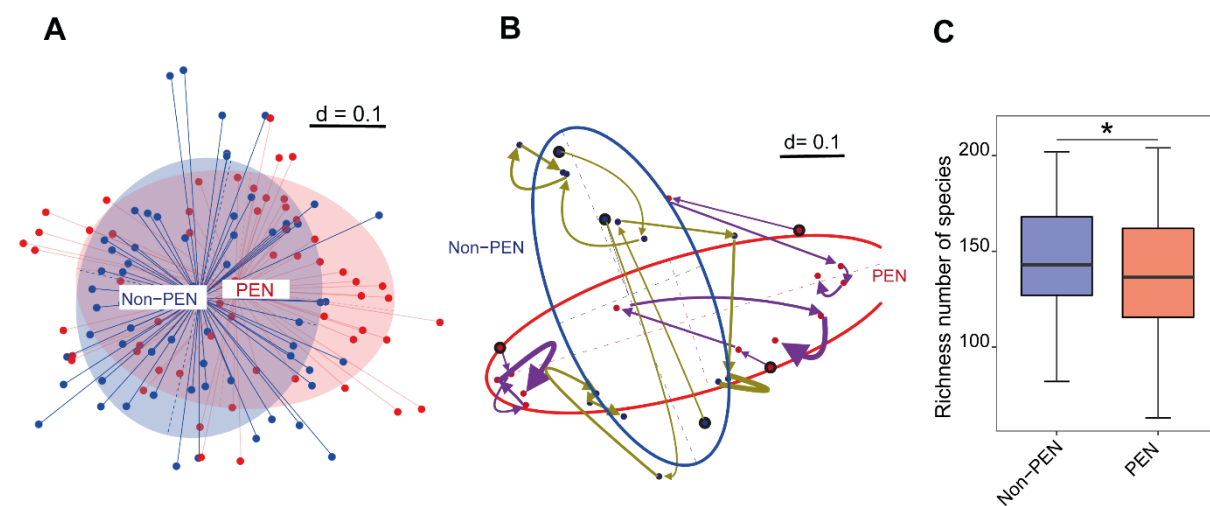 A
d = 0.1
Non−PEN
PEN
B
d= 0.1
Non−PEN
PEN
C
Richness number of species
200
150
100
*
Non−PEN
PEN